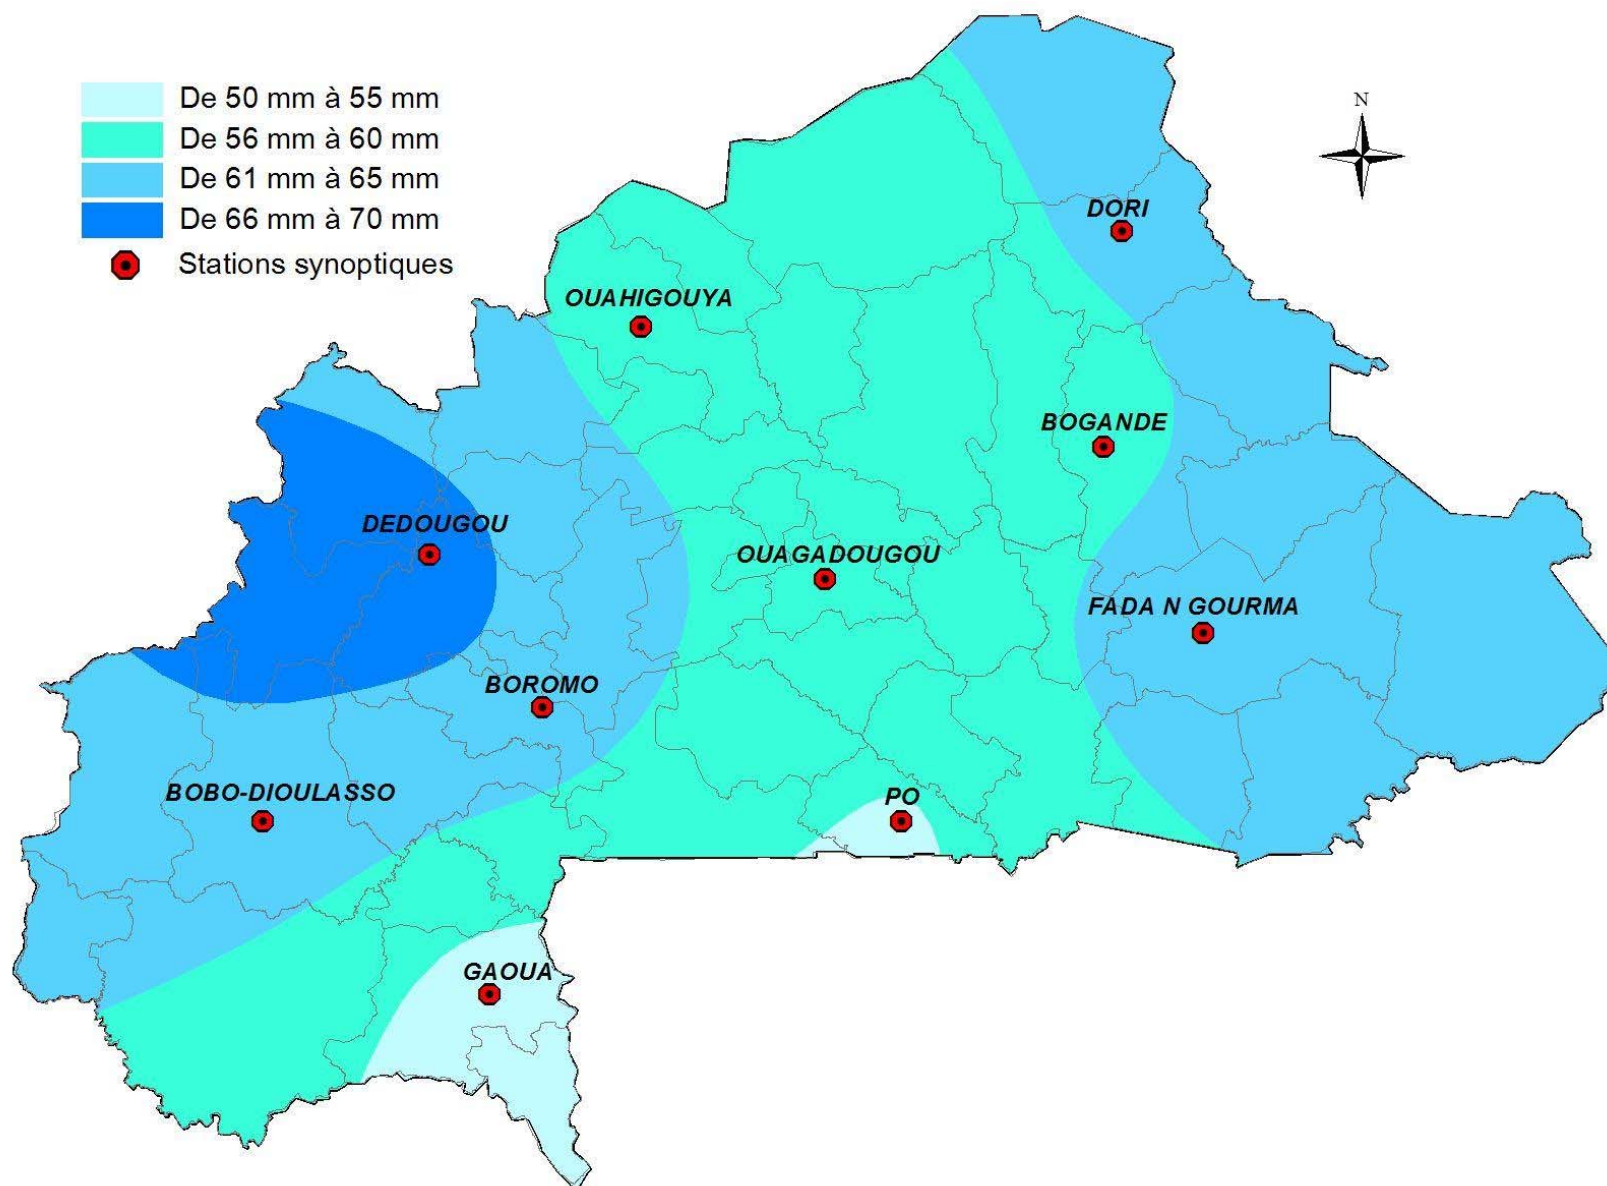 De 50 mm à 55 mm
De 56 mm à 60 mm
De 61 mm à 65 mm
De 66 mm à 70 mm
Stations synoptiques
N
DORI
OUAHIGOUYA
BOGANDE
DEDOUGOU
OUAGADOUGOU
FADA N GOURMA
BOROMO
BOBO-DIOULASSO
PO
GAOUA